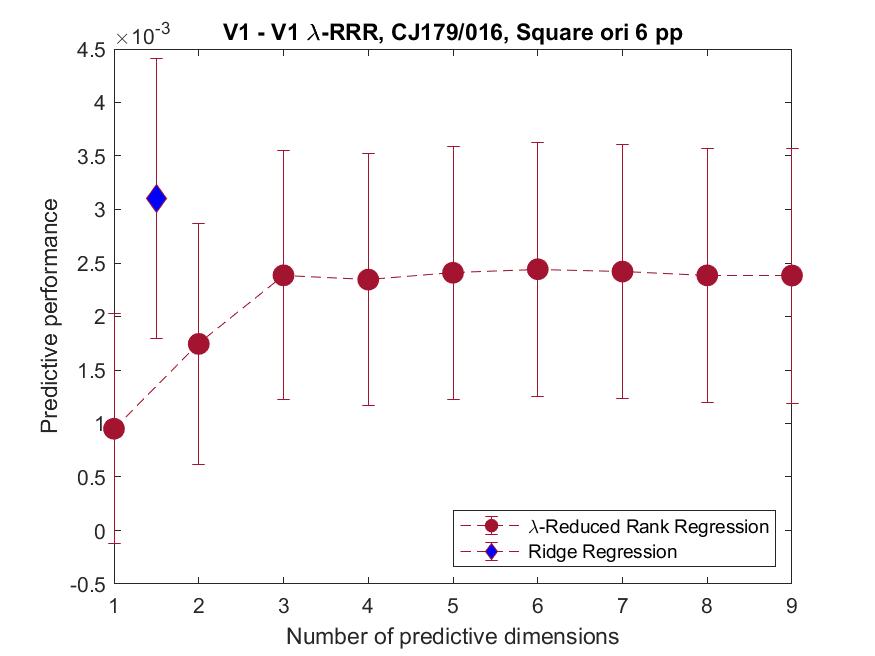 V1 - V1 λ-RRR, CJ179/016, Square ori 6 pp
×10-3
4.5
4
3.5
3
2.5
2
1.5
1
0.5
0
-0.5
Predictive performance
λ-Reduced Rank Regression
Ridge Regression
1 2 3 4 5 6 7 8 9
Number of predictive dimensions